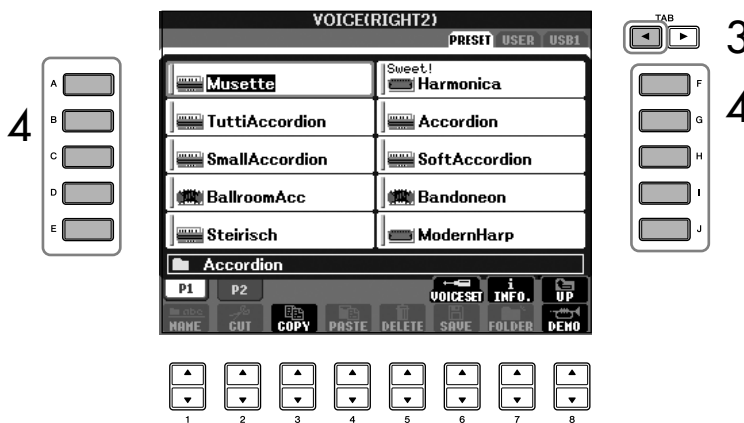 VOICE(RIGHT2)
PRESET USER USB1
TAB
3
4
A
B
C
D
E
Musette
Sweet!
Harmonica
TuttiAccordion
Accordion
SmallAccordion
SoftAccordion
BallroomAcc
Bandoneon
Steirisch
ModernHarp
Accordion
F
G
H
I
J
4
P1 P2
VOICESET INFO. UP
NAME CUT COPY PASTE DELETE SAVE FOLDER DEMO
1 2 3 4 5 6 7 8